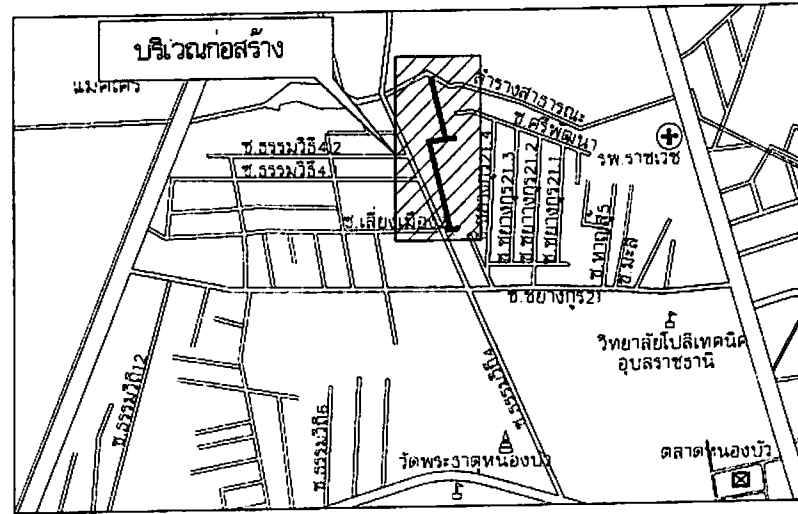 บริเวณก่อสร้าง
ลำรางสาธารณะ
ซ.ศรีพัฒนา
รพ.ราชเวช
ซ.ธรรมวิถี4.2
ซ.ธรรมวิถี4.1
ซ.เลี่ยงเมือง
ซ.ชยางกูร21.4
ซ.ชยางกูร21.3
ซ.ชยางกูร21.2
ซ.ชยางกูร21.1
ซ.มะลิ
ซ.ชยางกูร21
วิทยาลัยโปลีเทคนิค
อุบลราชธานี
ซ.ธรรมวิถี12
ซ.ธรรมวิถี6
ซ.ธรรมวิถี4
วัดพระธาตุหนองบัว
ตลาดหนองบัว